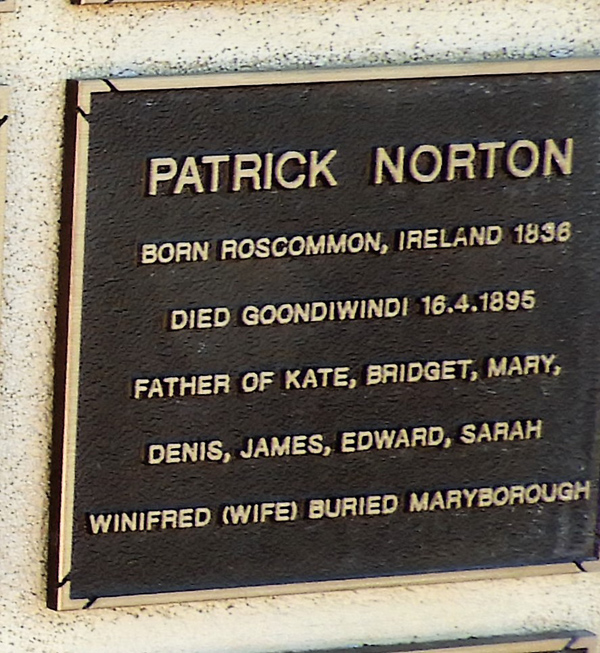 PATRICK NORTON
BORN ROSCOMMON, IRELAND 1836
DIED GOONDIWINDI 16.4.1895
FATHER OF KATE, BRIDGET, MARY,
DENIS, JAMES, EDWARD, SARAH
WINIFRED (WIFE) BURIED MARYBOROUGH